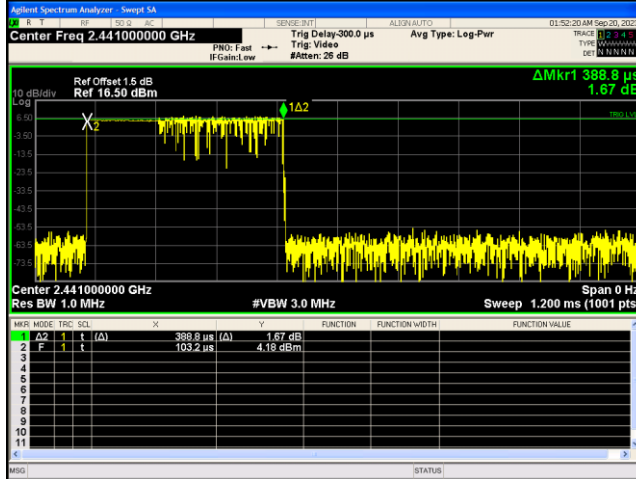 Agilent Spectrum Analyzer - Swept SA
R T RF 50 Ω AC SENSE:INT ALIGN AUTO 01:52:20 AM Sep 20, 202
Center Freq 2.441000000 GHz
PNO: Fast
IFGain:Low
Trig Delay-300.0 µs
Trig: Video
#Atten: 26 dB
Avg Type: Log-Pwr
TRACE 1 2 3 4 5
TYPE WWWWWW
DET NNNNN
ΔMkr1 388.8 µs
1.67 dB
Ref Offset 1.5 dB
10 dB/div Ref 16.50 dBm
Log
6.50
-3.50
-13.5
-23.5
-33.5
-43.5
-53.5
-63.5
-73.5
X2
1Δ2
TRIG LVL
Center 2.441000000 GHz Span 0 Hz
Res BW 1.0 MHz #VBW 3.0 MHz Sweep 1.200 ms (1001 pts
MKR MODE TRC SCL X Y FUNCTION FUNCTION WIDTH FUNCTION VALUE
1 Δ2 1 t (Δ) 388.8 µs (Δ) 1.67 dB
2 F 1 t 103.2 µs 4.18 dBm
3
4
5
6
7
8
9
10
11
MSG STATUS